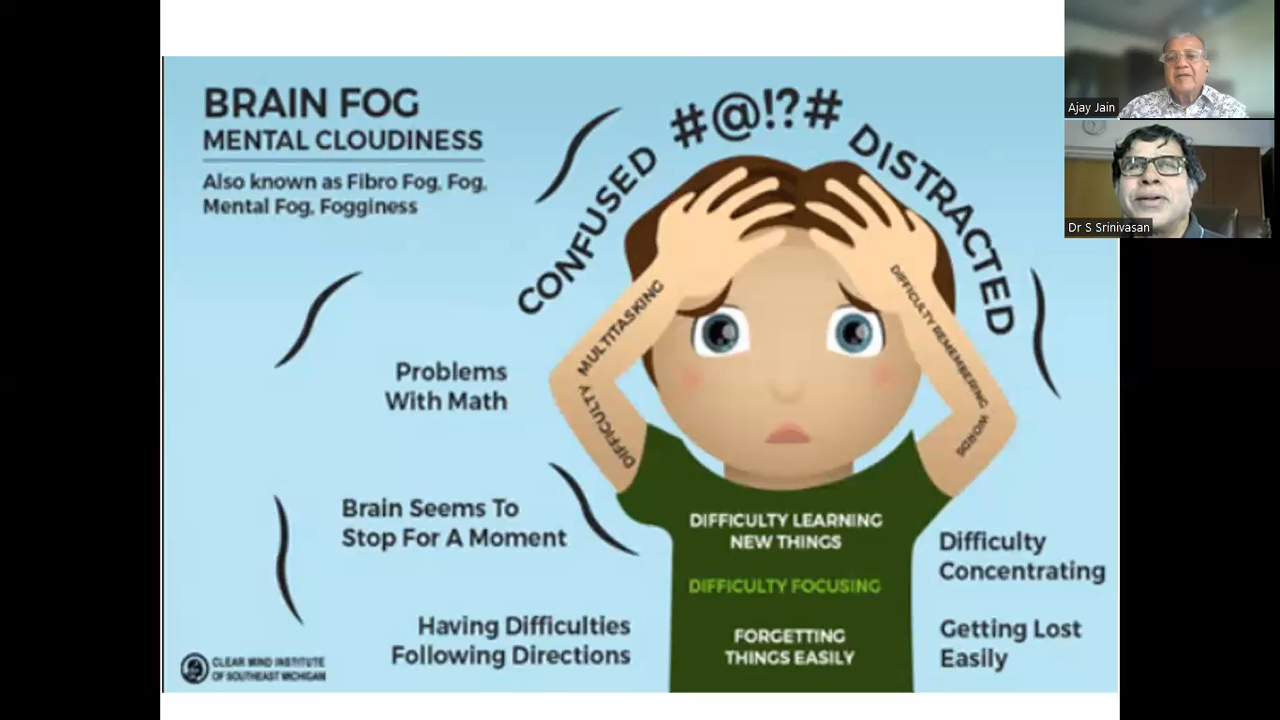 BRAIN FOG
MENTAL CLOUDINESS
Also known as Fibro Fog, Fog,
Mental Fog, Fogginess
CONFUSED
#@!?#
DISTRACTED
DIFFICULTY MULTITASKING
DIFFICULTY REMEMBERING WORDS
Problems
With Math
Brain Seems To
Stop For A Moment
Having Difficulties
Following Directions
DIFFICULTY LEARNING
NEW THINGS
DIFFICULTY FOCUSING
FORGETTING
THINGS EASILY
Difficulty
Concentrating
Getting Lost
Easily
CLEAR MIND INSTITUTE
OF SOUTHEAST MICHIGAN
Ajay Jain
Dr S Srinivasan